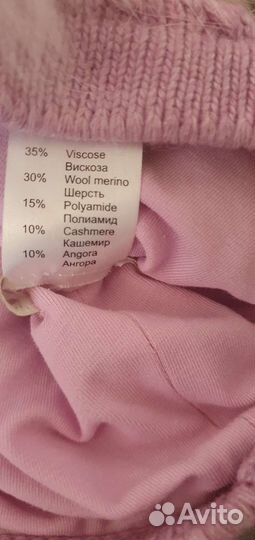 35% Viscose
Вискоза
30% Wool merino
Шерсть
15% Polyamide
Полиамид
10% Cashmere
Кашемир
10% Angora
Ангора
Avito